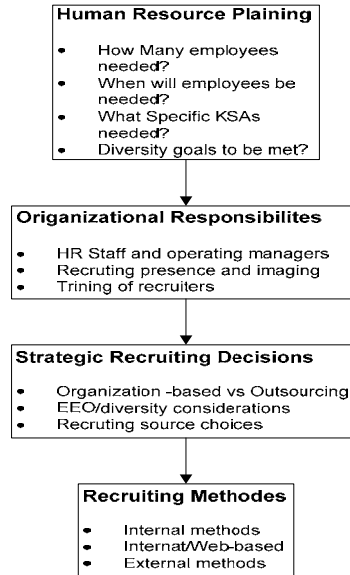 Human Resource Plaining
• How Many employees
needed?
• When will employees be
needed?
• What Specific KSAs
needed?
• Diversity goals to be met?
Origanizational Responsibilites
• HR Staff and operating managers
• Recruting presence and imaging
• Trining of recruiters
Strategic Recruiting Decisions
• Organization -based vs Outsourcing
• EEO/diversity considerations
• Recruting source choices
Recruiting Methodes
• Internal methods
• Internat/Web-based
• External methods